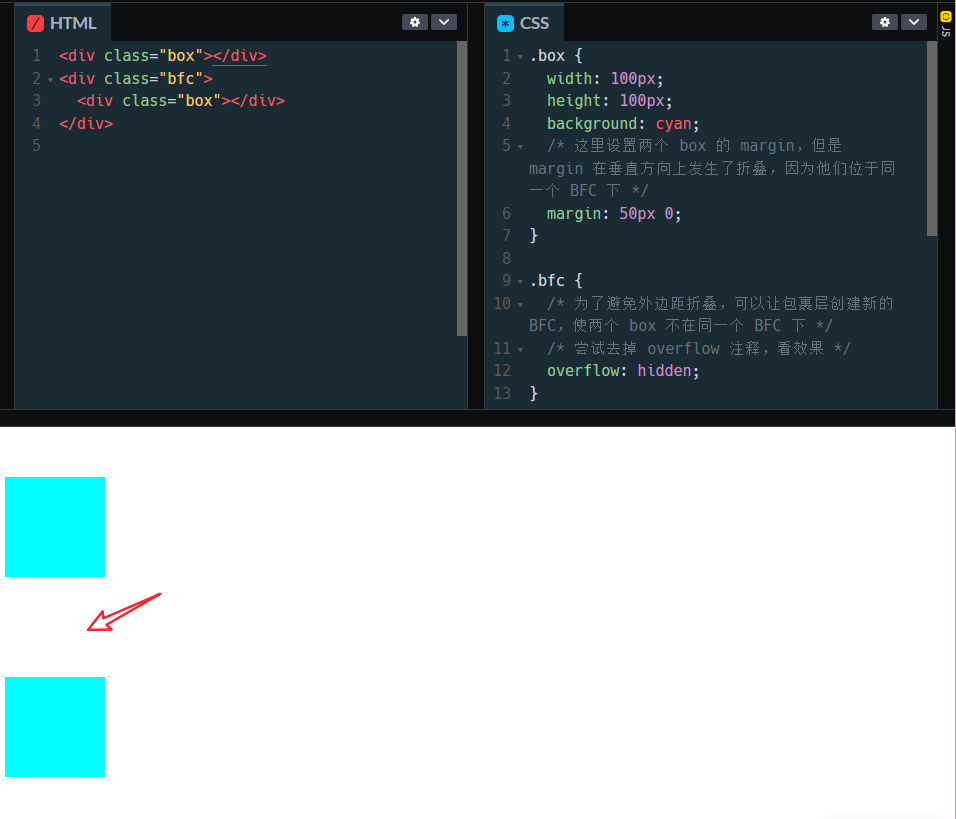 HTML
1 <div class="box"></div>
2 <div class="bfc">
3 <div class="box"></div>
4 </div>
5
CSS
1 .box {
2 width: 100px;
3 height: 100px;
4 background: cyan;
5 /* 这里设置两个 box 的 margin，但是
margin 在垂直方向上发生了折叠，因为他们位于同
一个 BFC 下 */
6 margin: 50px 0;
7 }
8
9 .bfc {
10 /* 为了避免外边距折叠，可以让包裹层创建新的
BFC，使两个 box 不在同一个 BFC 下 */
11 /* 尝试去掉 overflow 注释，看效果 */
12 overflow: hidden;
13 }
JS